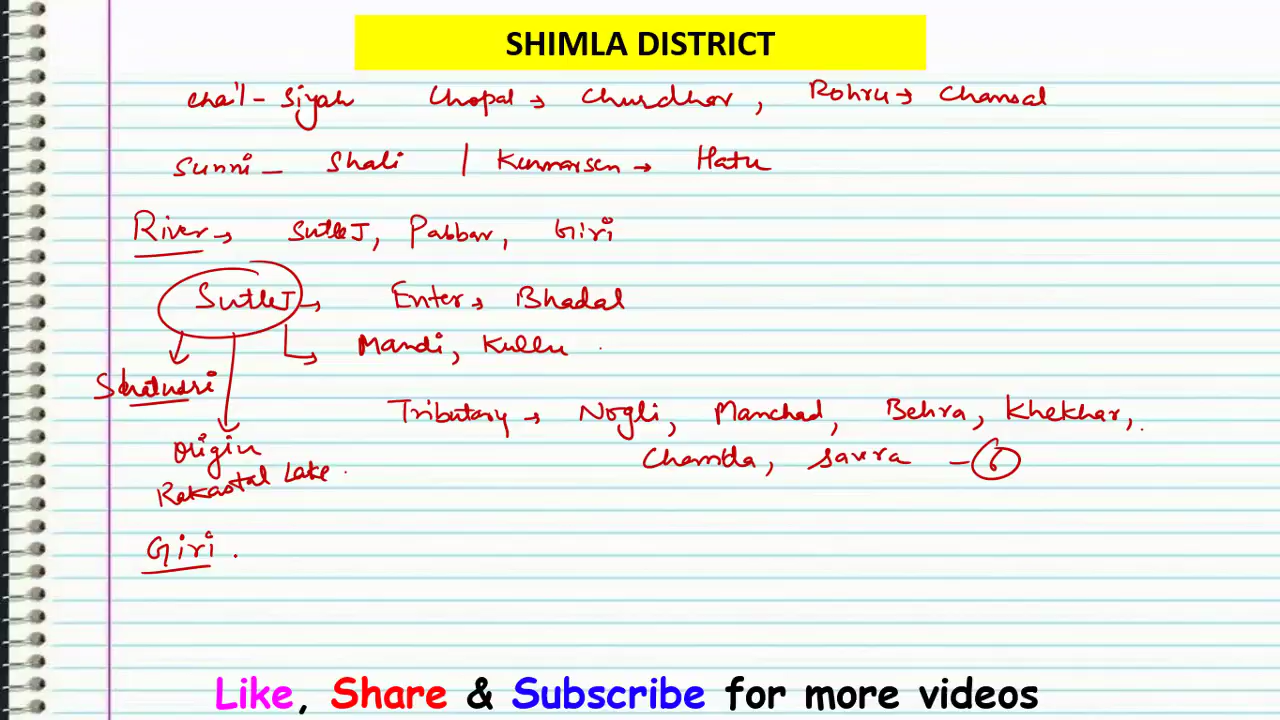 SHIMLA DISTRICT
chail - Siyah Chopal → Churdhar, Rohru → Chansal
Sunni - Shali | Kumarsen → Hatu
River → SutleJ, Pabbar, Giri
SutleJ → Enter → Bhadal
Mandi, Kullu
Shatudri
Tributary → Nogli, Manchad, Behra, Khekhar,
Origin Chamda, Savra - 6
Rakastal Lake
Giri
Like, Share & Subscribe for more videos